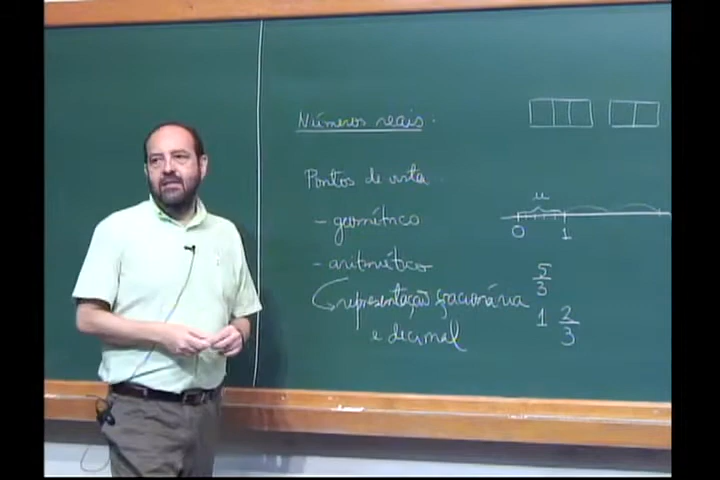 Números reais.
Pontos de vista
- geométrico
- aritmético
representação fracionária
e decimal
u
0 1
5
3
1 2
3